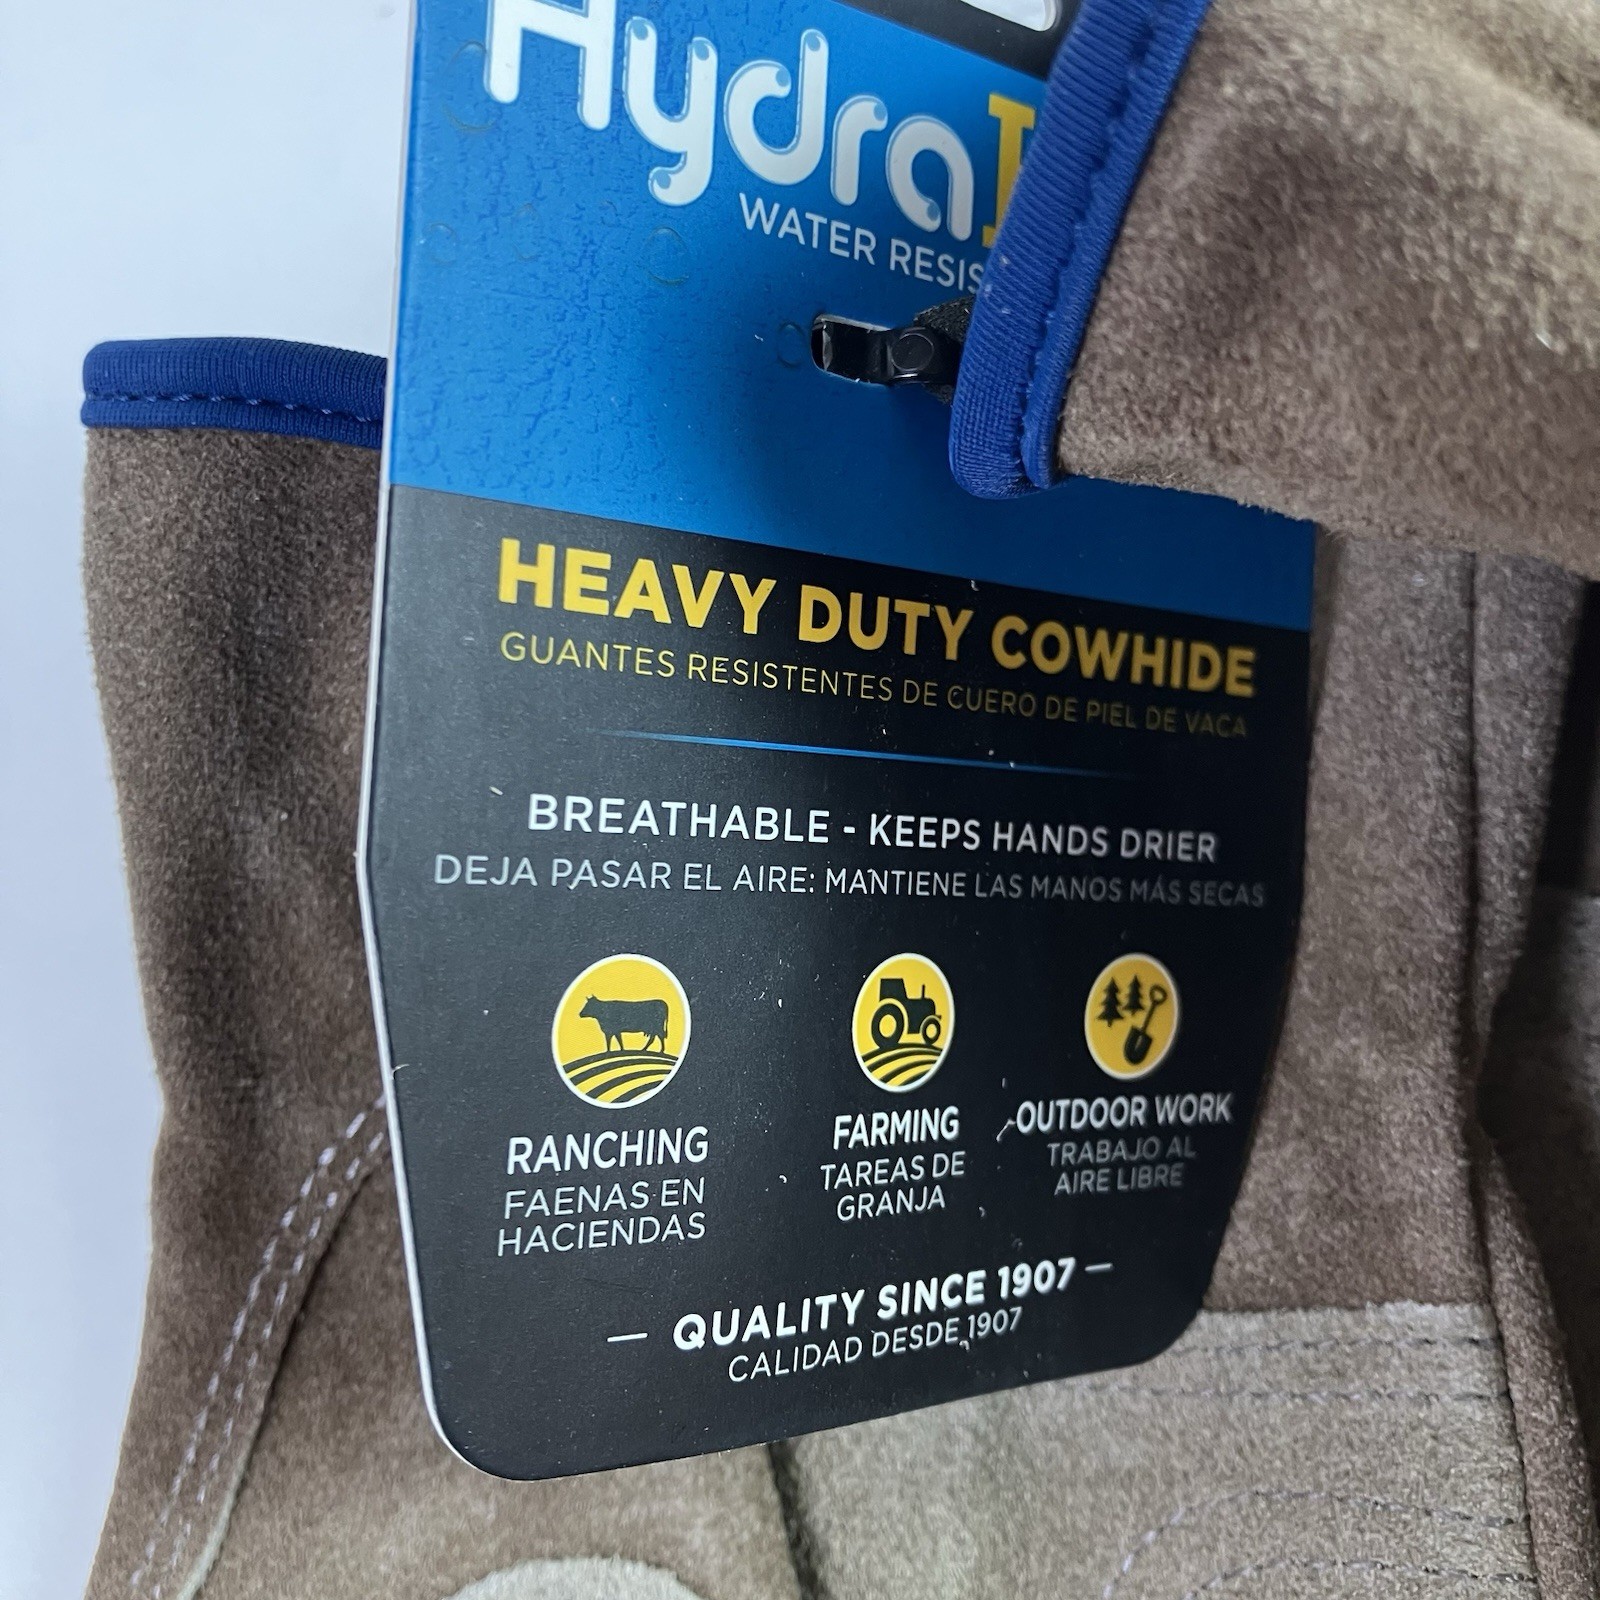 Hydra
WATER
HEAVY DUTY COWHIDE
GUANTES RESISTENTES DE CUERO DE PIEL DE VACA
BREATHABLE - KEEPS HANDS DRIER
DEJA PASAR EL AIRE: MANTIENE LAS MANOS MÁS SECAS
RANCHING
FAENAS EN
HACIENDAS
FARMING
TAREAS DE
GRANJA
OUTDOOR WORK
TRABAJO AL
AIRE LIBRE
— QUALITY SINCE 1907 —
CALIDAD DESDE 1907